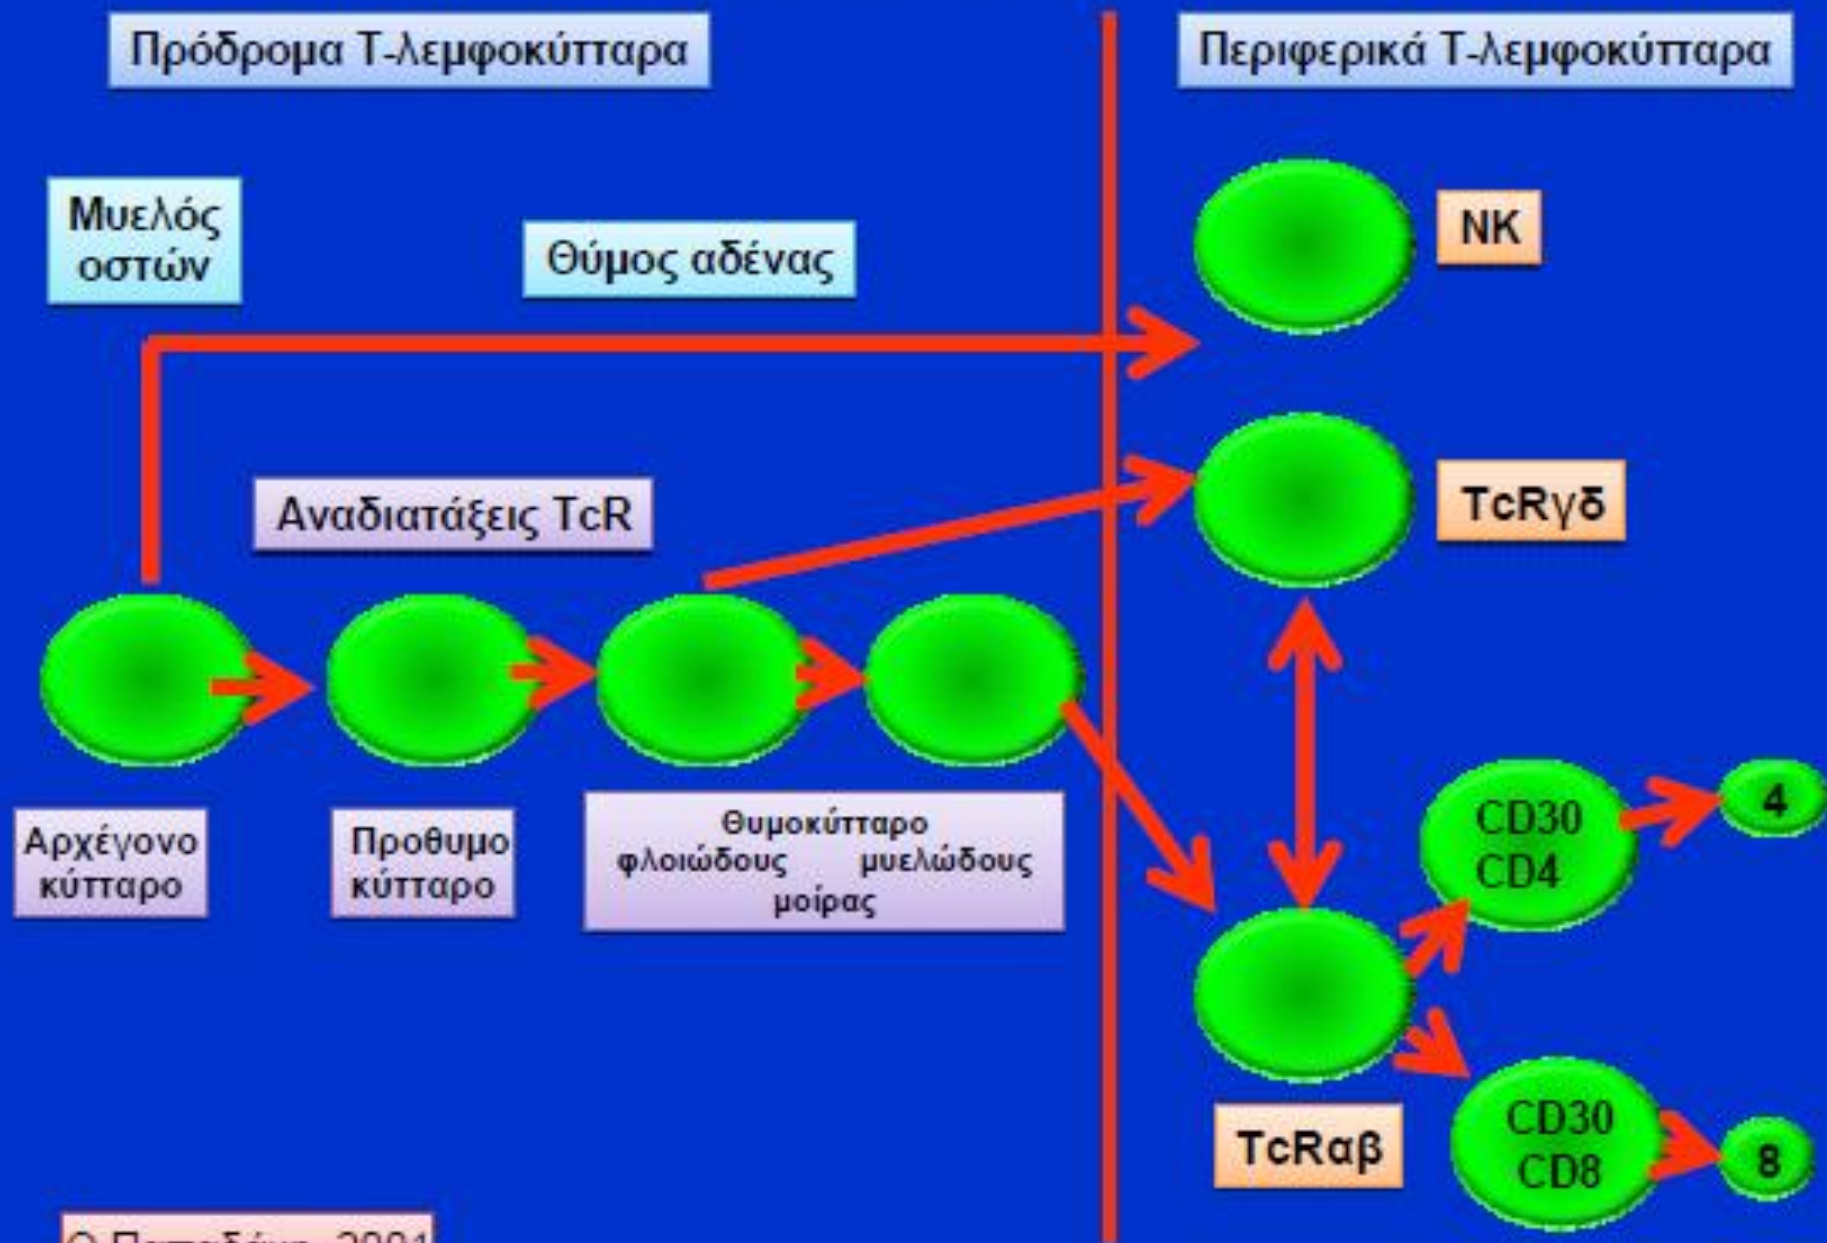 Πρόδρομα Τ-λεμφοκύτταρα
Περιφερικά Τ-λεμφοκύτταρα
Μυελός
οστών
Θύμος αδένας
NK
Αναδιατάξεις TcR
TcRγδ
Αρχέγονο
κύτταρο
Προθυμο
κύτταρο
Θυμοκύτταρο
φλοιώδους μυελώδους
μοίρας
CD30
CD4
4
TcRαβ
CD30
CD8
8